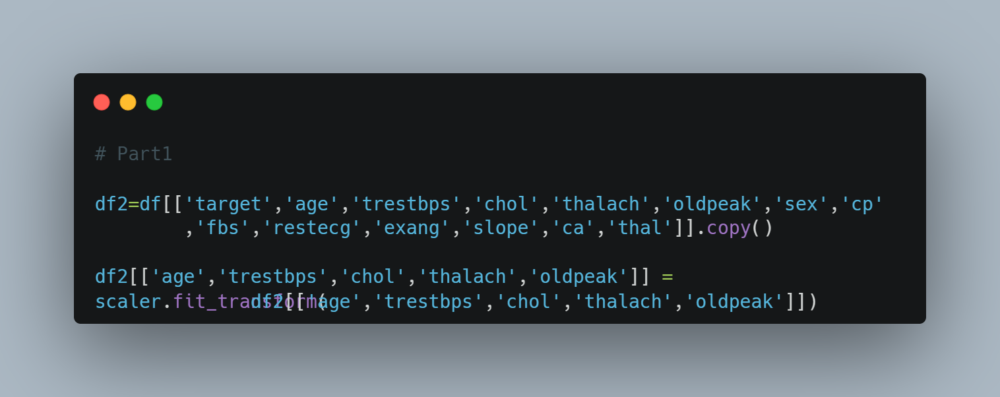 # Part1
df2=df[['target','age','trestbps','chol','thalach','oldpeak','sex','cp'
,'fbs','restecg','exang','slope','ca','thal']].copy()
df2[['age','trestbps','chol','thalach','oldpeak']] =
scaler.fit_transform(df2[['age','trestbps','chol','thalach','oldpeak']])